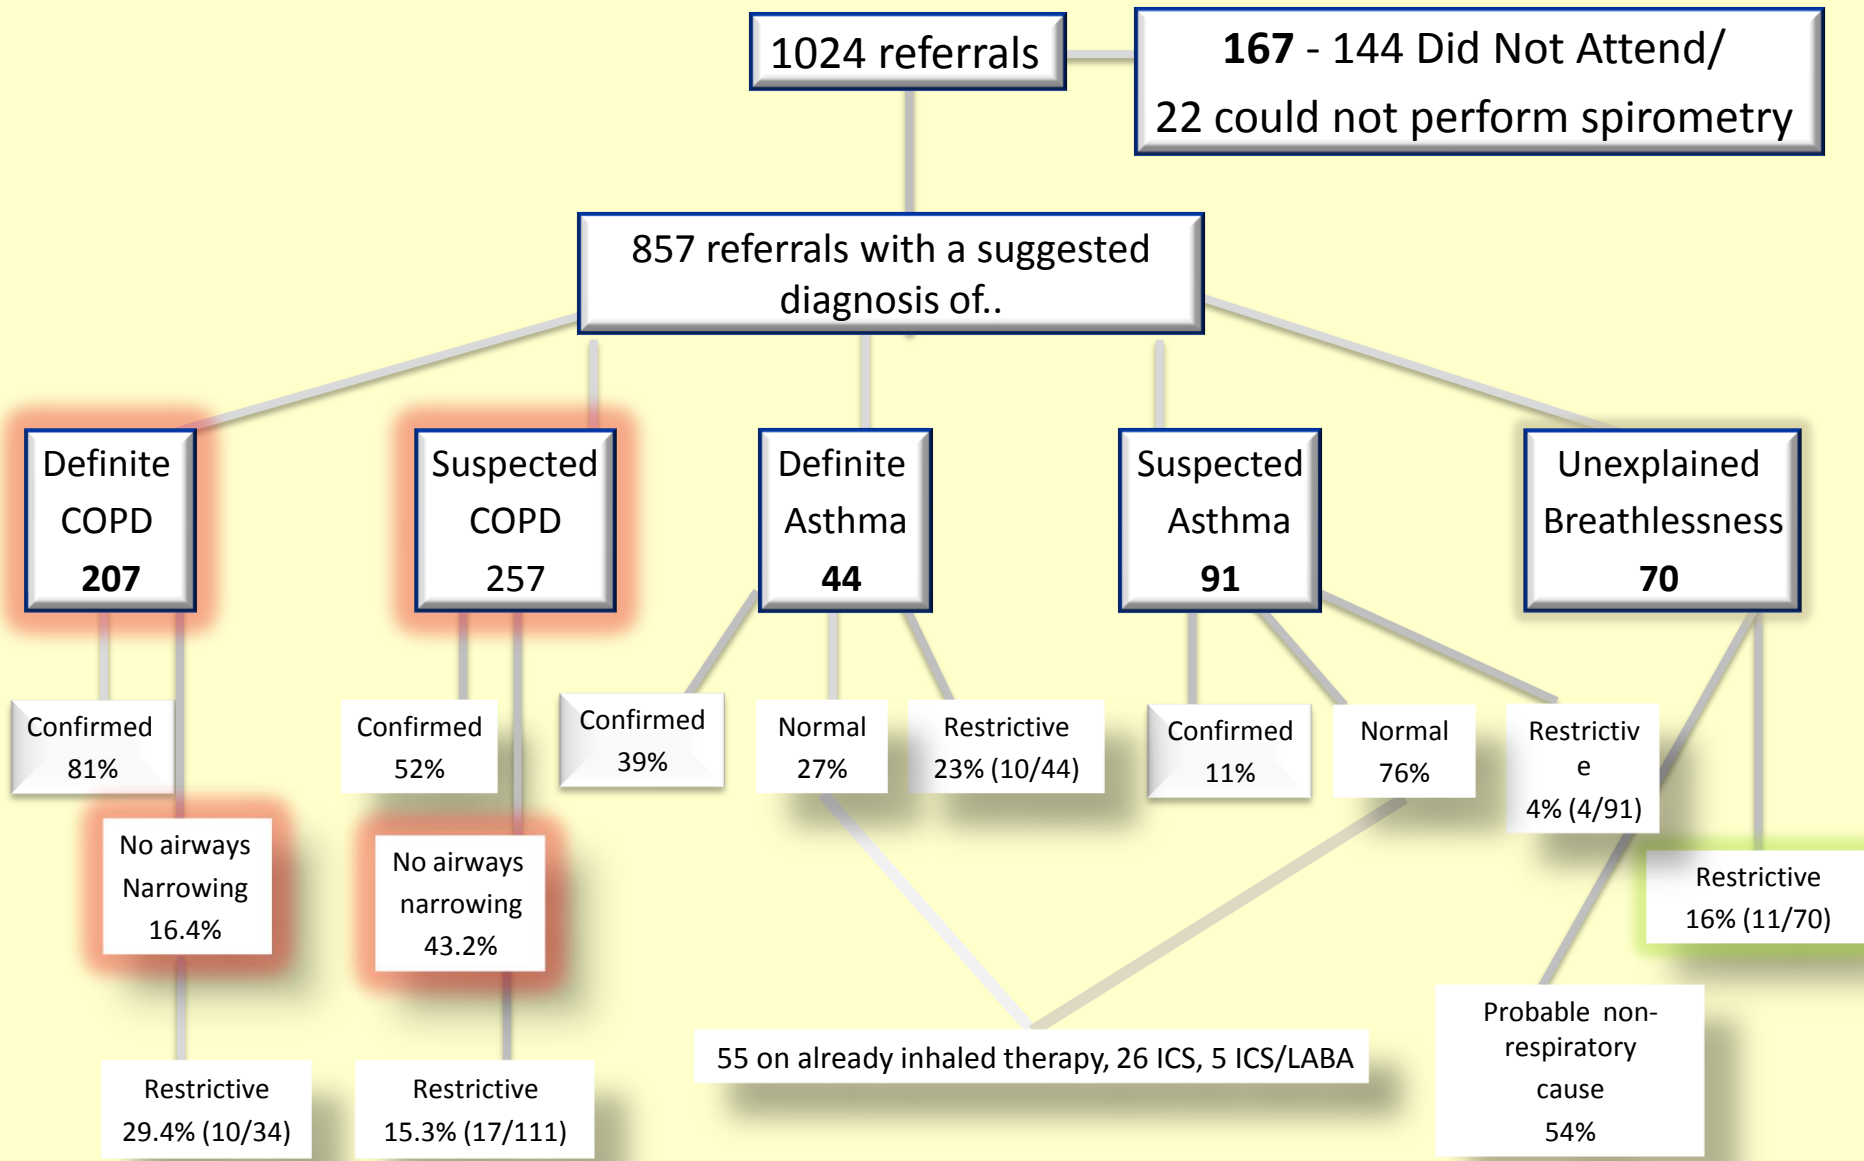 1024 referrals
167 - 144 Did Not Attend/
22 could not perform spirometry
857 referrals with a suggested
diagnosis of..
Definite
COPD
207
Suspected
COPD
257
Definite
Asthma
44
Suspected
Asthma
91
Unexplained
Breathlessness
70
Confirmed
81%
Confirmed
52%
Confirmed
39%
Normal
27%
Restrictive
23% (10/44)
Confirmed
11%
Normal
76%
Restrictiv
e
4% (4/91)
No airways
Narrowing
16.4%
No airways
narrowing
43.2%
Restrictive
16% (11/70)
Restrictive
29.4% (10/34)
Restrictive
15.3% (17/111)
55 on already inhaled therapy, 26 ICS, 5 ICS/LABA
Probable non-
respiratory
cause
54%